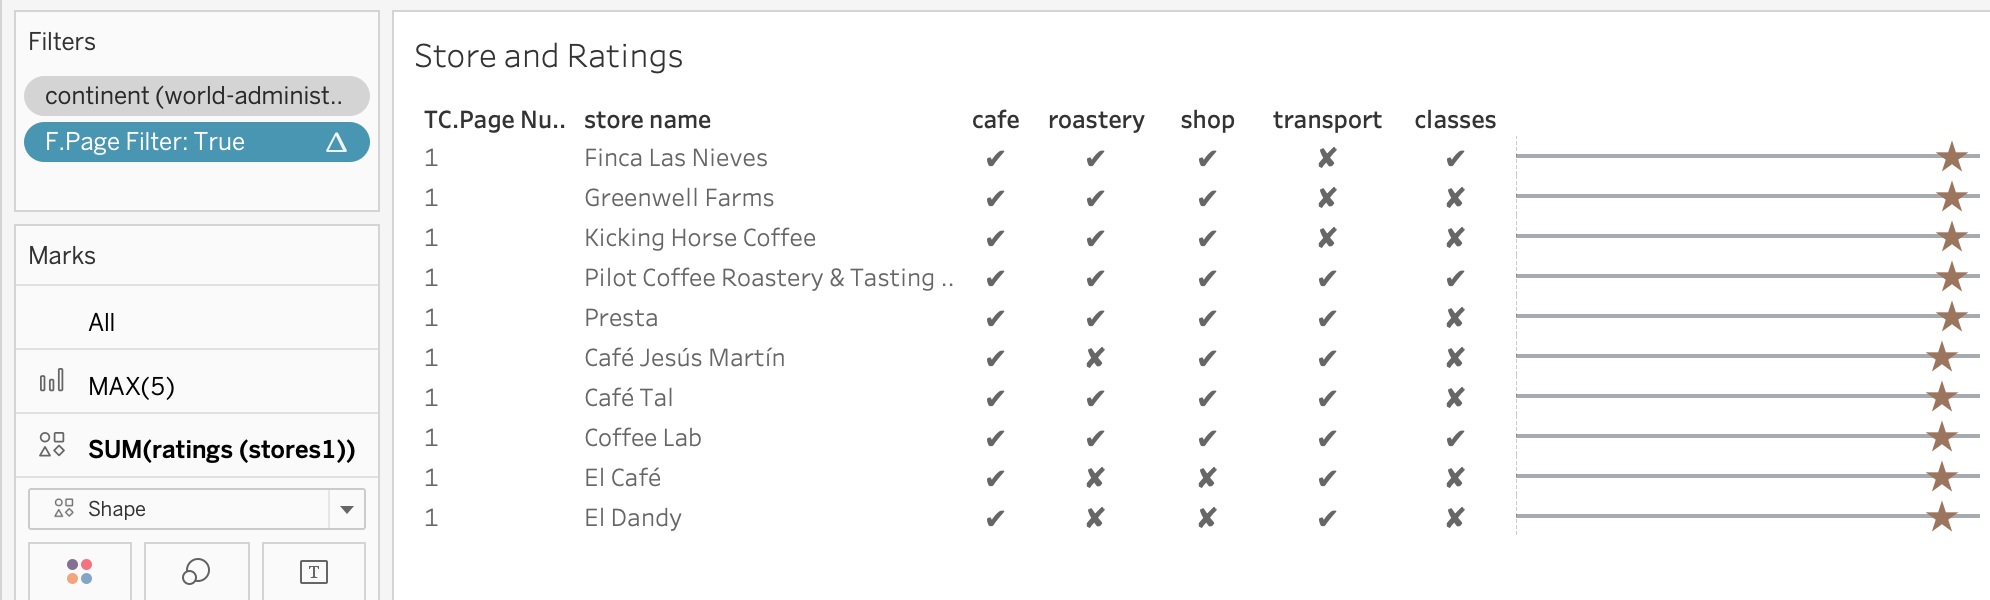 Filters
continent (world-administ..
F.Page Filter: True
Marks
All
MAX(5)
SUM(ratings (stores1))
Shape
T
Store and Ratings
TC.Page Nu.. store name cafe roastery shop transport classes
1 Finca Las Nieves ✔ ✔ ✔ ✘ ✔
1 Greenwell Farms ✔ ✔ ✔ ✘ ✘
1 Kicking Horse Coffee ✔ ✔ ✔ ✘ ✘
1 Pilot Coffee Roastery & Tasting .. ✔ ✔ ✔ ✔ ✔
1 Presta ✔ ✔ ✔ ✔ ✘
1 Café Jesús Martín ✔ ✘ ✔ ✔ ✘
1 Café Tal ✔ ✔ ✔ ✔ ✘
1 Coffee Lab ✔ ✔ ✔ ✔ ✔
1 El Café ✔ ✘ ✘ ✔ ✘
1 El Dandy ✔ ✘ ✘ ✔ ✘